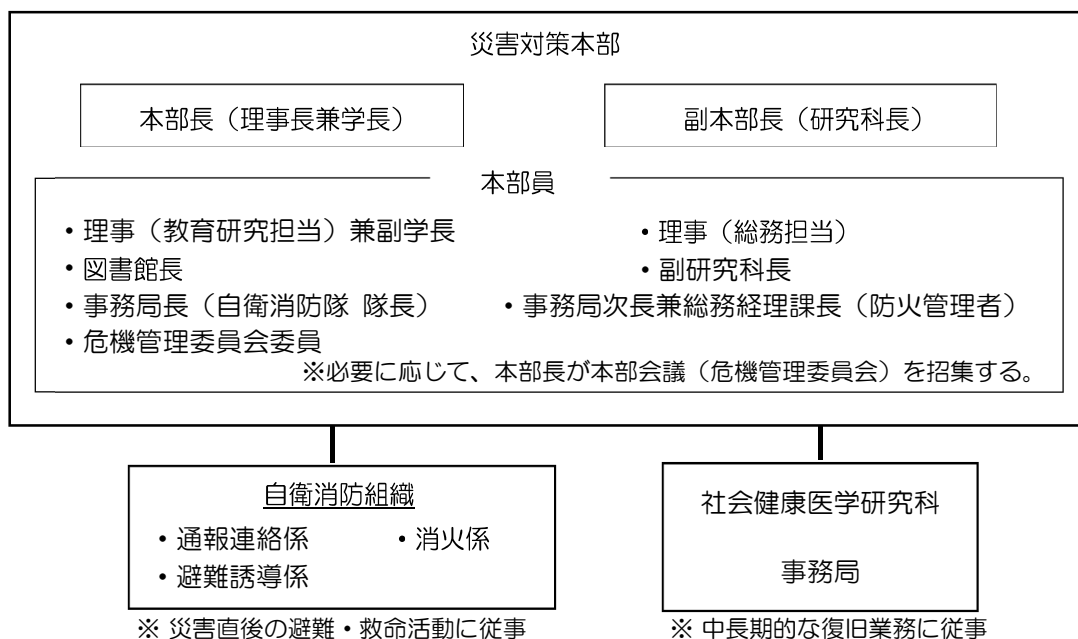 災害対策本部
本部長（理事長兼学長） 副本部長（研究科長）
本部員
・理事（教育研究担当）兼副学長 ・理事（総務担当）
・図書館長 ・副研究科長
・事務局長（自衛消防隊 隊長） ・事務局次長兼総務経理課長（防火管理者）
・危機管理委員会委員
※必要に応じて、本部長が本部会議（危機管理委員会）を招集する。
自衛消防組織
・通報連絡係 ・消火係
・避難誘導係
※ 災害直後の避難・救命活動に従事
社会健康医学研究科
事務局
※ 中長期的な復旧業務に従事